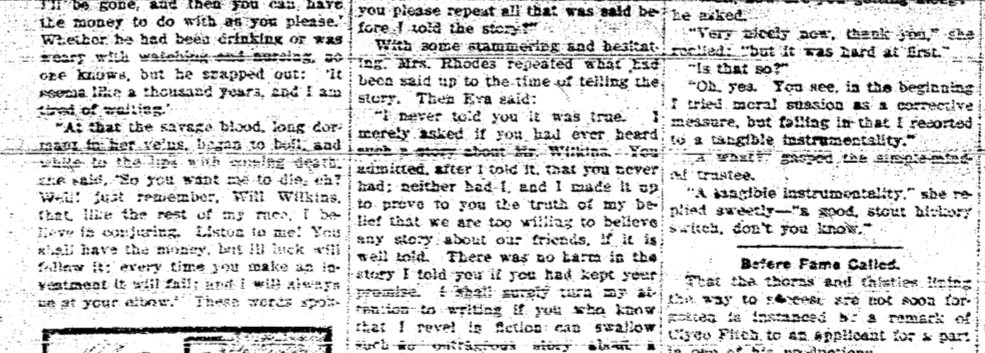 I'll be gone, and then you can have
the money to do with as you please.'
Whether he had been drinking or was
weary with watching and nursing, no
one knows, but he snapped out: 'It
seems like a thousand years, and I am
tired of waiting.'
"At that the savage blood, long dor-
mant in her veins, began to boil, and
while to the lips with coming death,
she said, 'So you want me to die, eh?
Well! just remember, Will Wilkins,
that, like the rest of my race, I be-
lieve in conjuring. Listen to me! You
shall have the money, but ill luck will
follow it; every time you make an in-
vestment it will fail; and I will always
be at your elbow.' These words spok-
you please repeat all that was said be-
fore I told the story?"
With some stammering and hesitat-
ing, Mrs. Rhodes repeated what had
been said up to the time of telling the
story. Then Eva said:
"I never told you it was true. I
merely asked if you had ever heard
such a story about Mr. Wilkins. You
admitted, after I told it, that you never
had; neither had I, and I made it up
to prove to you the truth of my be-
lief that we are too willing to believe
any story about our friends, if it is
well told. There was no harm in the
story I told you if you had kept your
promise. I shall surely turn my at-
tention to writing if you who know
that I revel in fiction can swallow
such an outrageous story about a
he asked.
"Very nicely now, thank you," she
replied; "but it was hard at first."
"Is that so?"
"Oh, yes. You see, in the beginning
I tried moral suasion as a corrective
measure, but failing in that I resorted
to a tangible instrumentality."
"A what?" gasped the simple-mind-
ed trustee.
"A tangible instrumentality," she re-
plied sweetly—"a good, stout hickory
switch, don't you know."
Before Fame Called.
That the thorns and thistles lining
the way to success are not soon for-
gotten is instanced by a remark of
Clyde Fitch to an applicant for a part
in one of his productions.